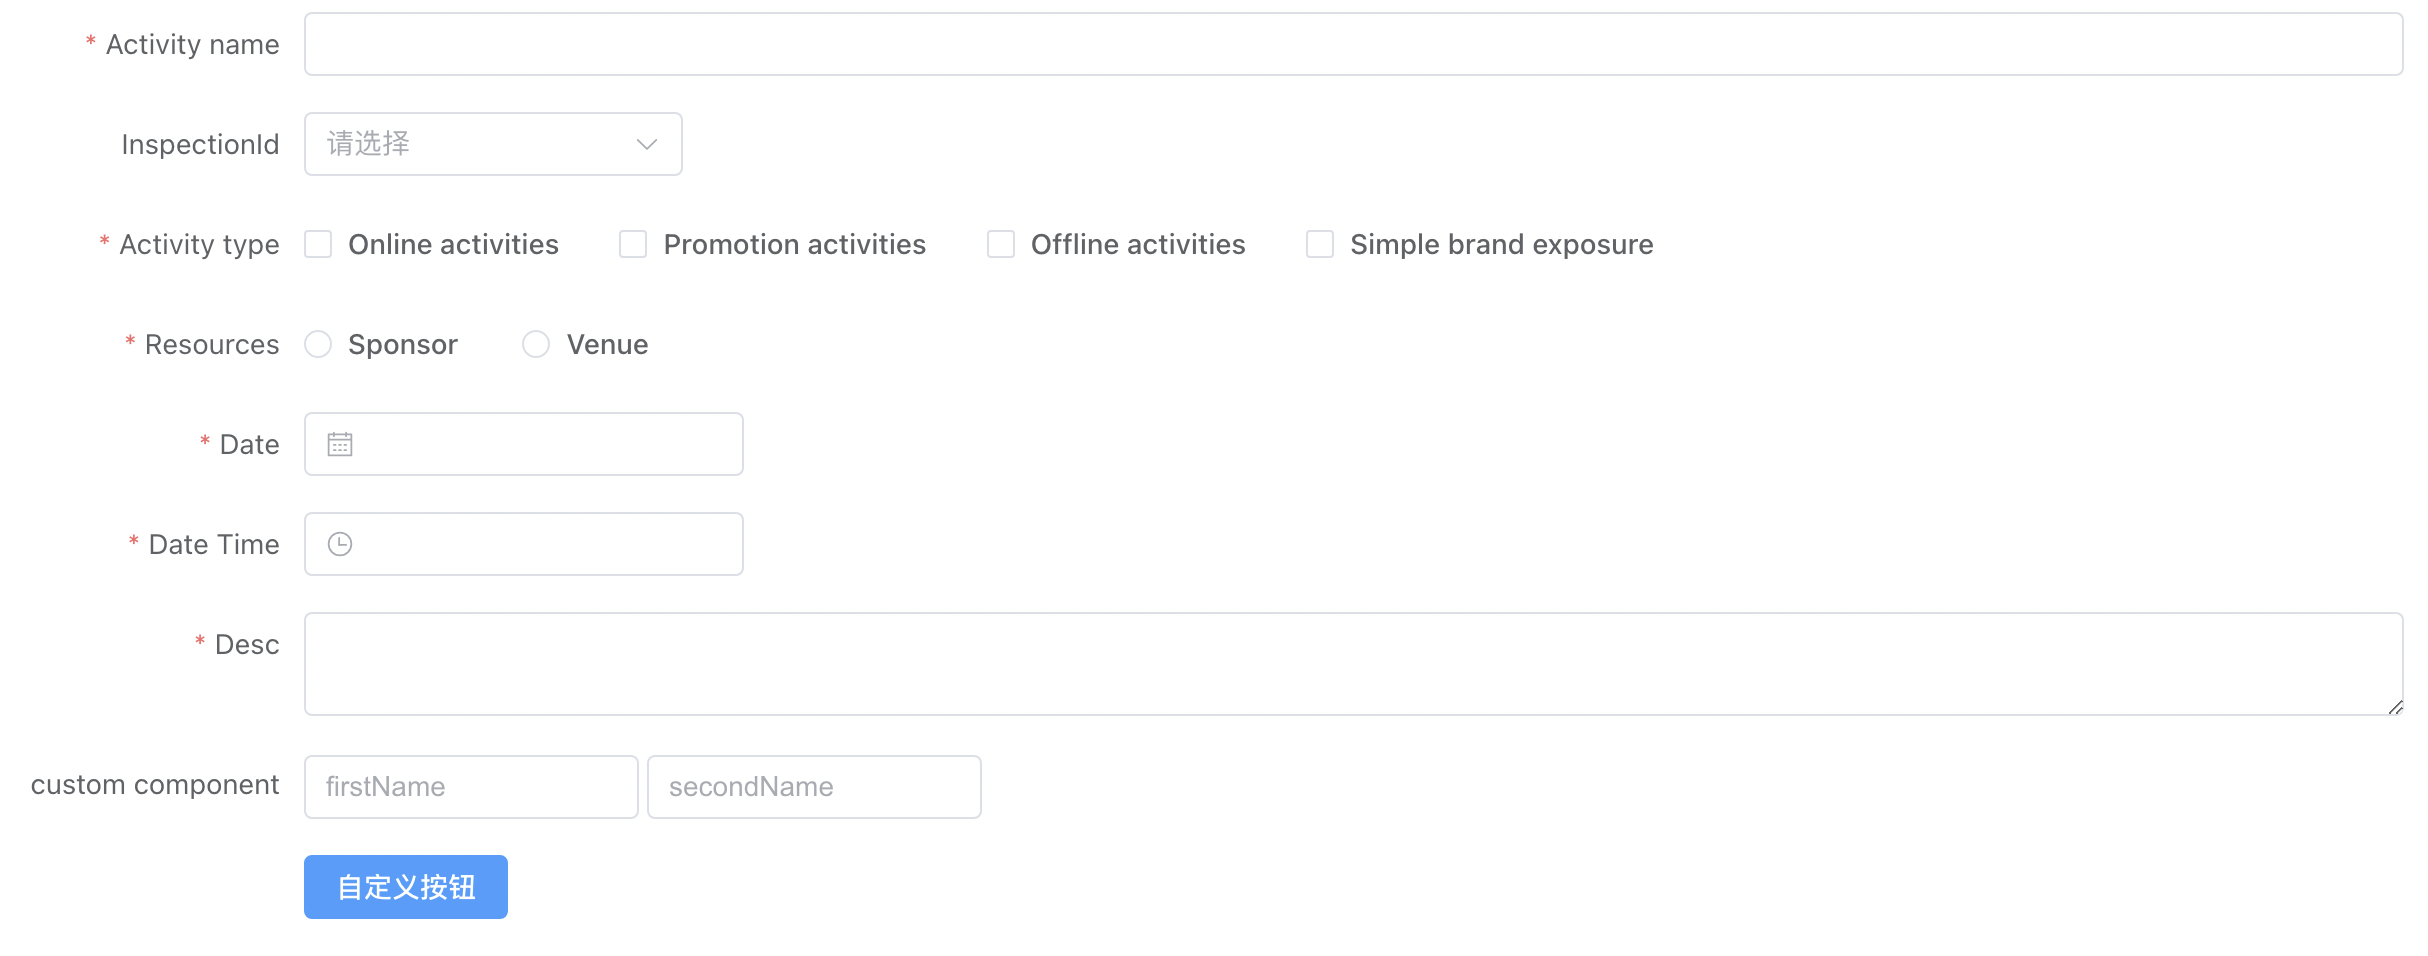 * Activity name
InspectionId 请选择
* Activity type Online activities Promotion activities Offline activities Simple brand exposure
* Resources Sponsor Venue
* Date
* Date Time
* Desc
custom component firstName secondName
自定义按钮